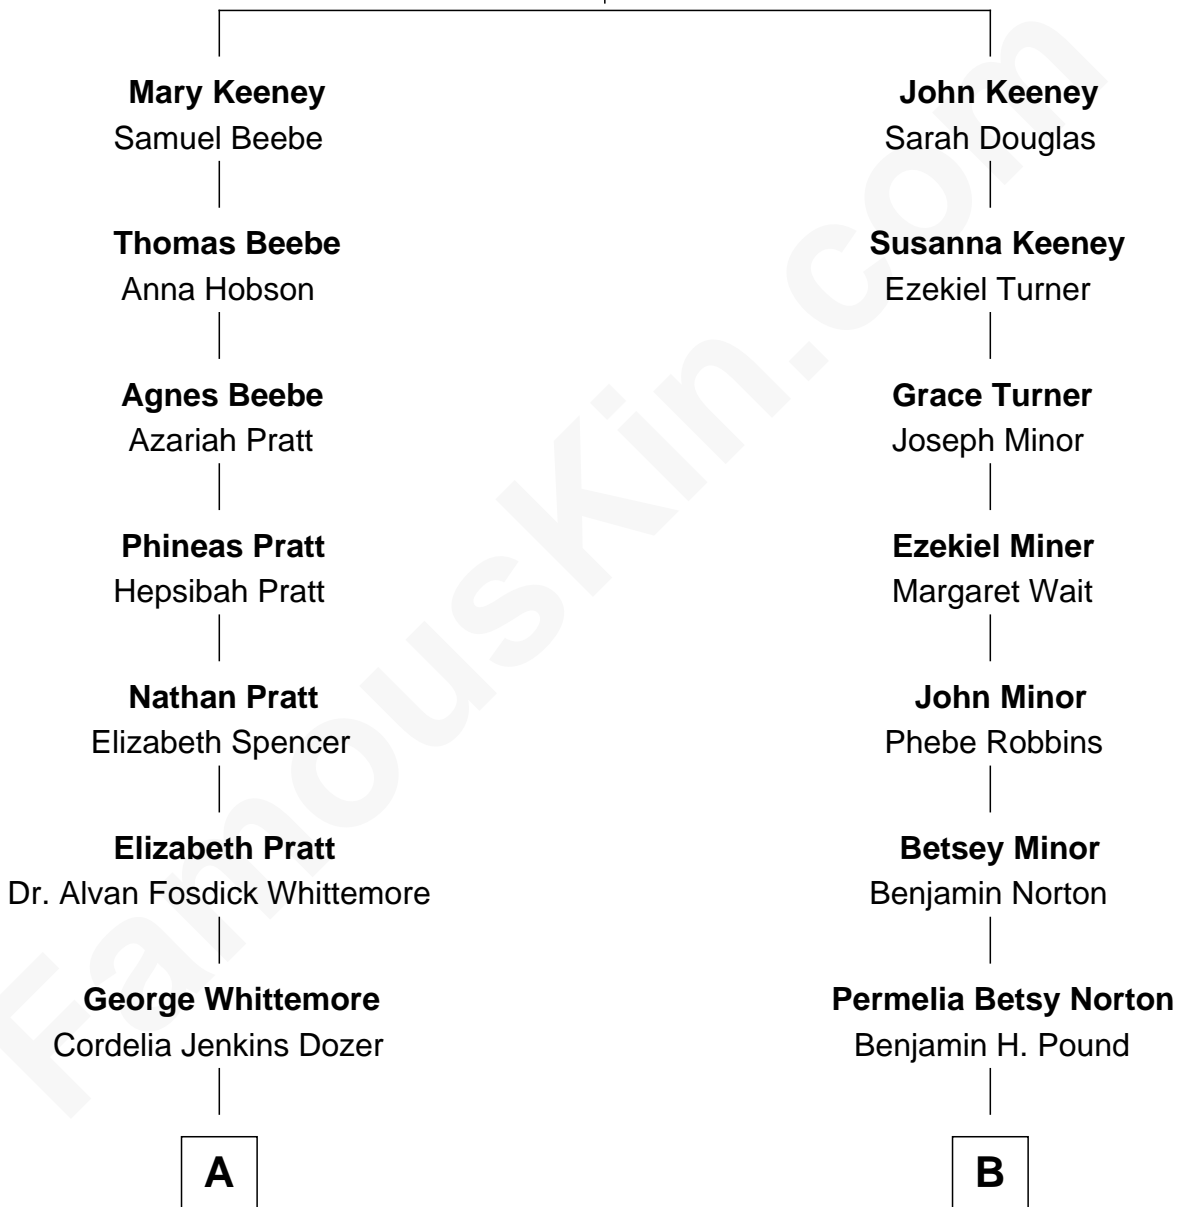 Mary Keeney
Samuel Beebe
John Keeney
Sarah Douglas
Thomas Beebe
Anna Hobson
Susanna Keeney
Ezekiel Turner
Agnes Beebe
Azariah Pratt
Grace Turner
Joseph Minor
Phineas Pratt
Hepsibah Pratt
Ezekiel Miner
Margaret Wait
Nathan Pratt
Elizabeth Spencer
John Minor
Phebe Robbins
Elizabeth Pratt
Dr. Alvan Fosdick Whittemore
Betsey Minor
Benjamin Norton
George Whittemore
Cordelia Jenkins Dozer
Permelia Betsy Norton
Benjamin H. Pound
A
B
FamousKin.com